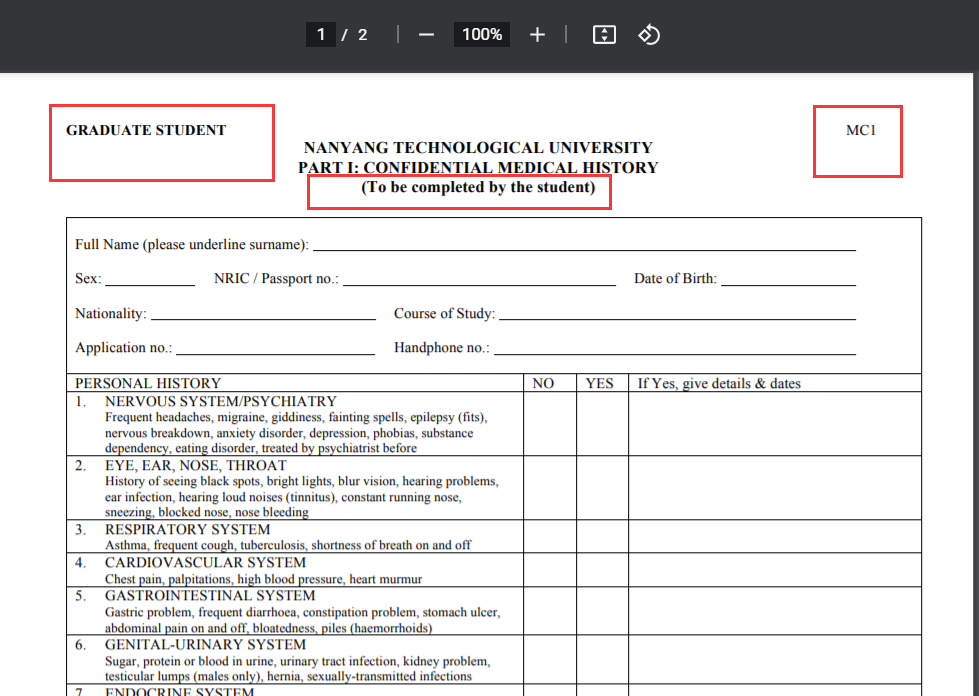 1 / 2 | — 100% + |
GRADUATE STUDENT
MC1
NANYANG TECHNOLOGICAL UNIVERSITY
PART I: CONFIDENTIAL MEDICAL HISTORY
(To be completed by the student)
Full Name (please underline surname):
Sex: NRIC / Passport no.: Date of Birth:
Nationality: Course of Study:
Application no.: Handphone no.:
PERSONAL HISTORY NO YES If Yes, give details & dates
1. NERVOUS SYSTEM/PSYCHIATRY
Frequent headaches, migraine, giddiness, fainting spells, epilepsy (fits),
nervous breakdown, anxiety disorder, depression, phobias, substance
dependency, eating disorder, treated by psychiatrist before
2. EYE, EAR, NOSE, THROAT
History of seeing black spots, bright lights, blur vision, hearing problems,
ear infection, hearing loud noises (tinnitus), constant running nose,
sneezing, blocked nose, nose bleeding
3. RESPIRATORY SYSTEM
Asthma, frequent cough, tuberculosis, shortness of breath on and off
4. CARDIOVASCULAR SYSTEM
Chest pain, palpitations, high blood pressure, heart murmur
5. GASTROINTESTINAL SYSTEM
Gastric problem, frequent diarrhoea, constipation problem, stomach ulcer,
abdominal pain on and off, bloatedness, piles (haemorrhoids)
6. GENITAL-URINARY SYSTEM
Sugar, protein or blood in urine, urinary tract infection, kidney problem,
testicular lumps (males only), hernia, sexually-transmitted infections
7. ENDOCRINE SYSTEM